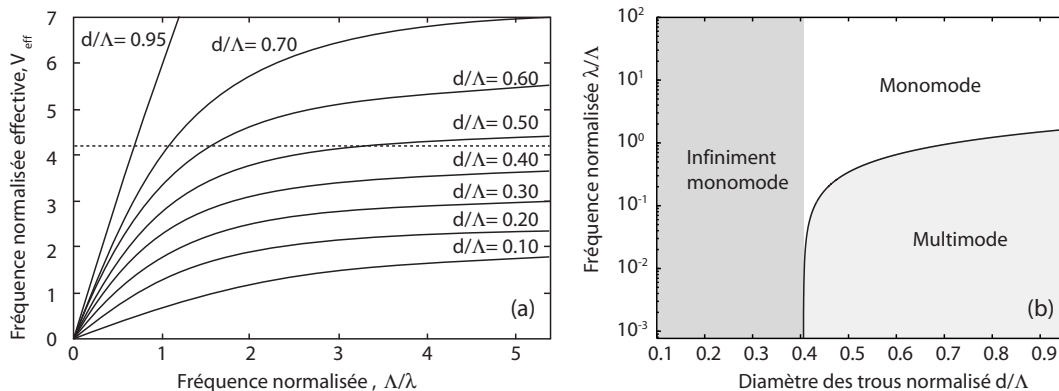 7
6
5
4
3
2
1
0
Fréquence normalisée effective, V eff
d/Λ= 0.95
d/Λ= 0.70
d/Λ= 0.60
d/Λ= 0.50
d/Λ= 0.40
d/Λ= 0.30
d/Λ= 0.20
d/Λ= 0.10
(a)
0 1 2 3 4 5
Fréquence normalisée , Λ/λ
10^2
10^1
10^0
10^-1
10^-2
10^-3
Fréquence normalisée λ/Λ
Monomode
Infiniment
monomode
Multimode
(b)
0.1 0.2 0.3 0.4 0.5 0.6 0.7 0.8 0.9
Diamètre des trous normalisé d/Λ